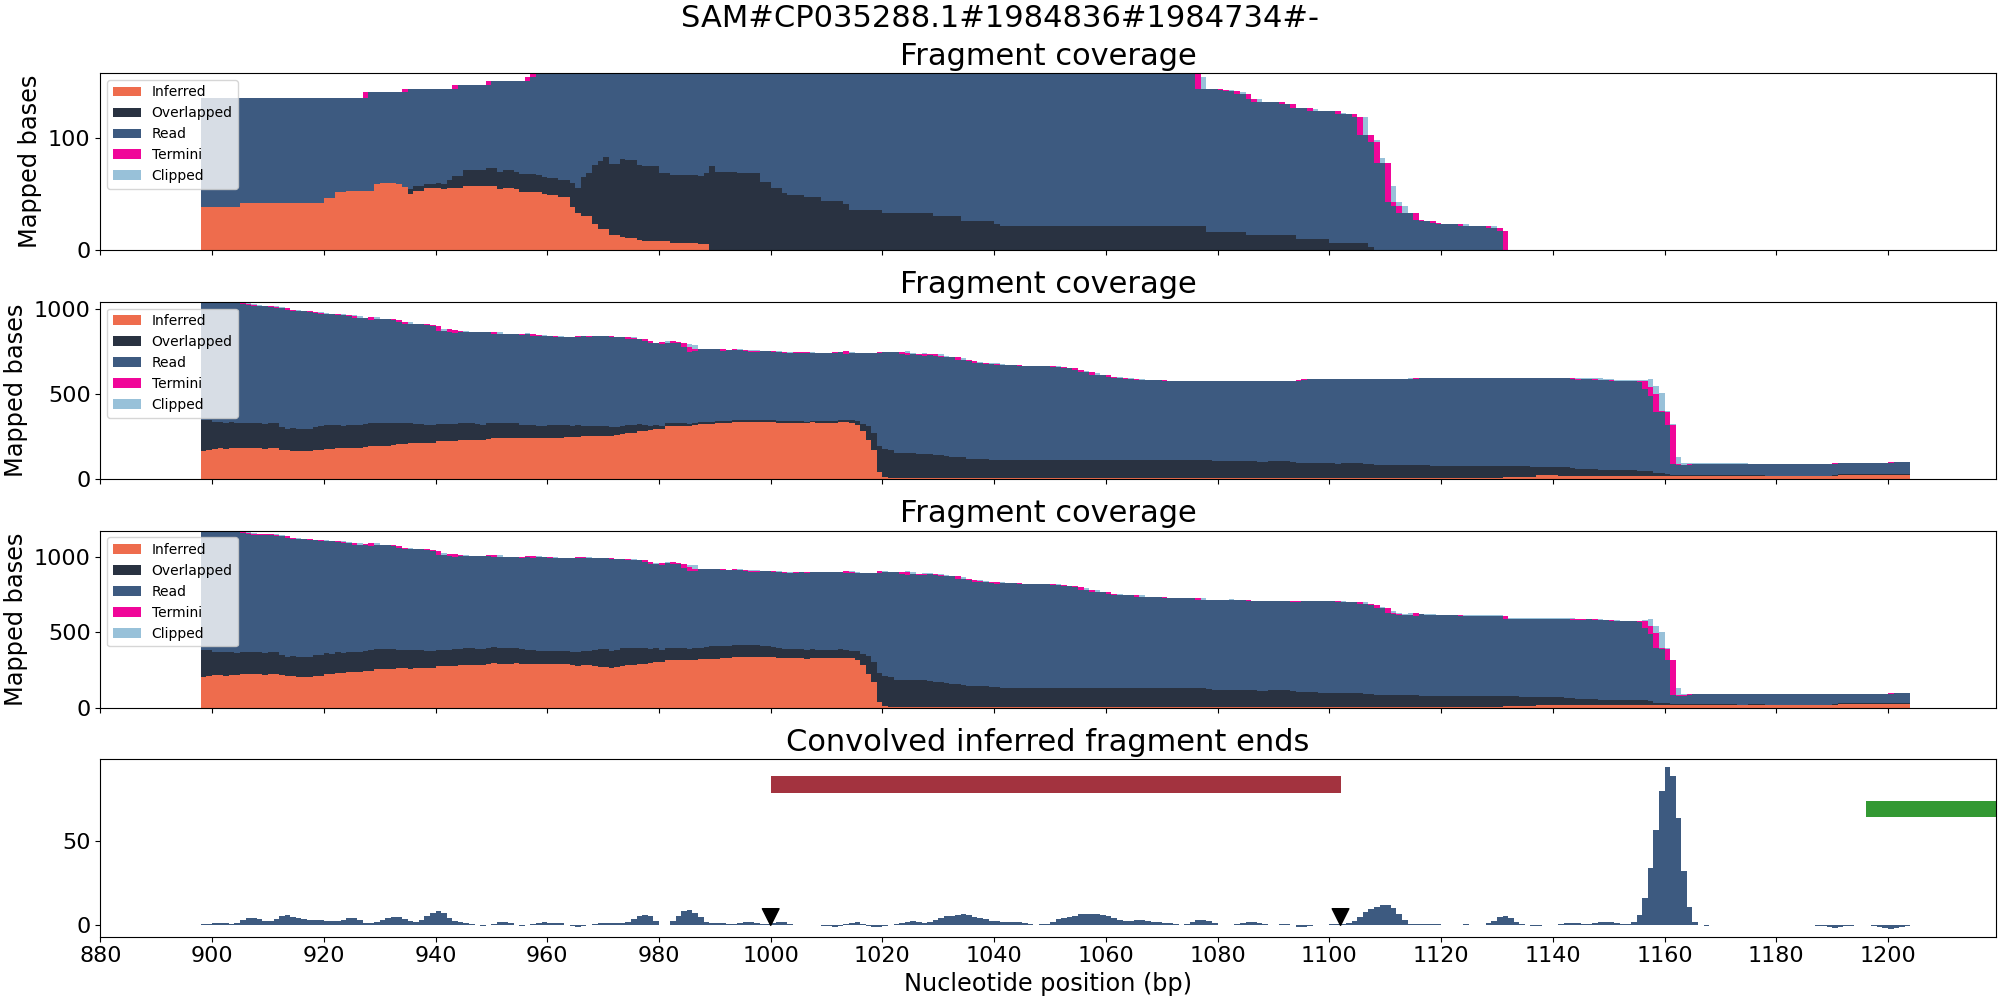 SAM#CP035288.1#1984836#1984734#-
Fragment coverage
Mapped bases
100
0
Inferred
Overlapped
Read
Termini
Clipped
Fragment coverage
Mapped bases
1000
500
0
Inferred
Overlapped
Read
Termini
Clipped
Fragment coverage
Mapped bases
1000
500
0
Inferred
Overlapped
Read
Termini
Clipped
Convolved inferred fragment ends
50
0
880 900 920 940 960 980 1000 1020 1040 1060 1080 1100 1120 1140 1160 1180 1200
Nucleotide position (bp)